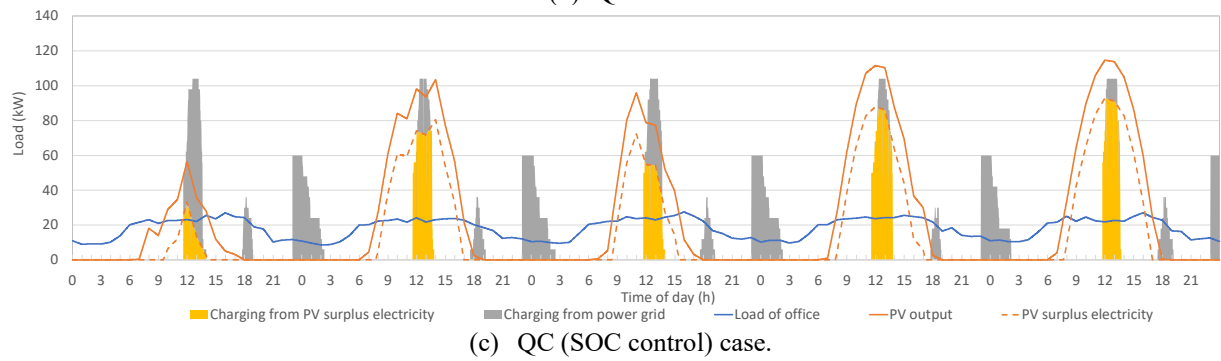 140
120
100
80
60
40
20
0
Load (kW)
0 3 6 9 12 15 18 21 0 3 6 9 12 15 18 21 0 3 6 9 12 15 18 21 0 3 6 9 12 15 18 21 0 3 6 9 12 15 18 21
Time of day (h)
Charging from PV surplus electricity Charging from power grid Load of office PV output PV surplus electricity
(c) QC (SOC control) case.